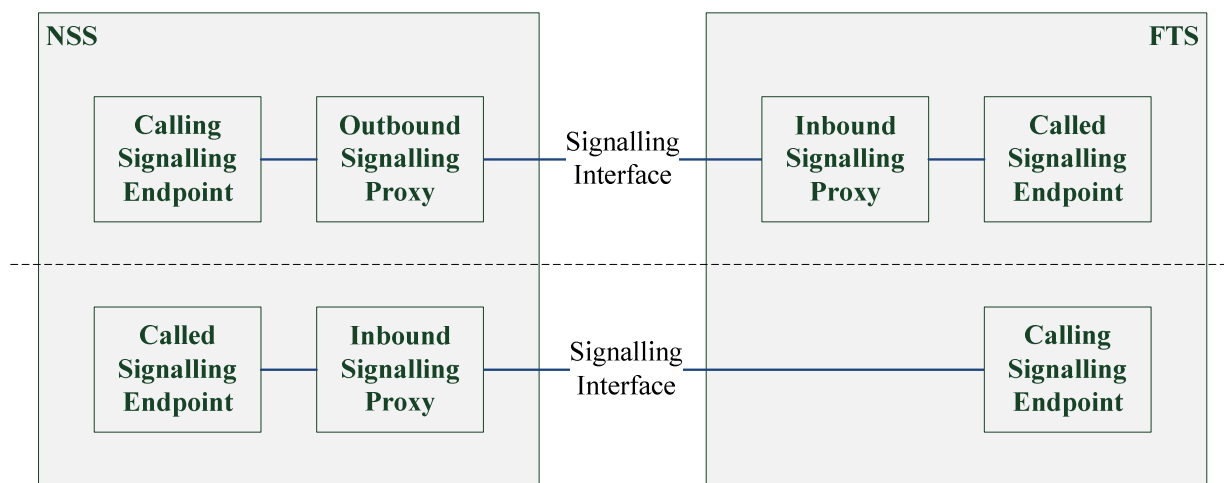 NSS
FTS
Calling
Signalling
Endpoint
Outbound
Signalling
Proxy
Signalling
Interface
Inbound
Signalling
Proxy
Called
Signalling
Endpoint
Called
Signalling
Endpoint
Inbound
Signalling
Proxy
Signalling
Interface
Calling
Signalling
Endpoint